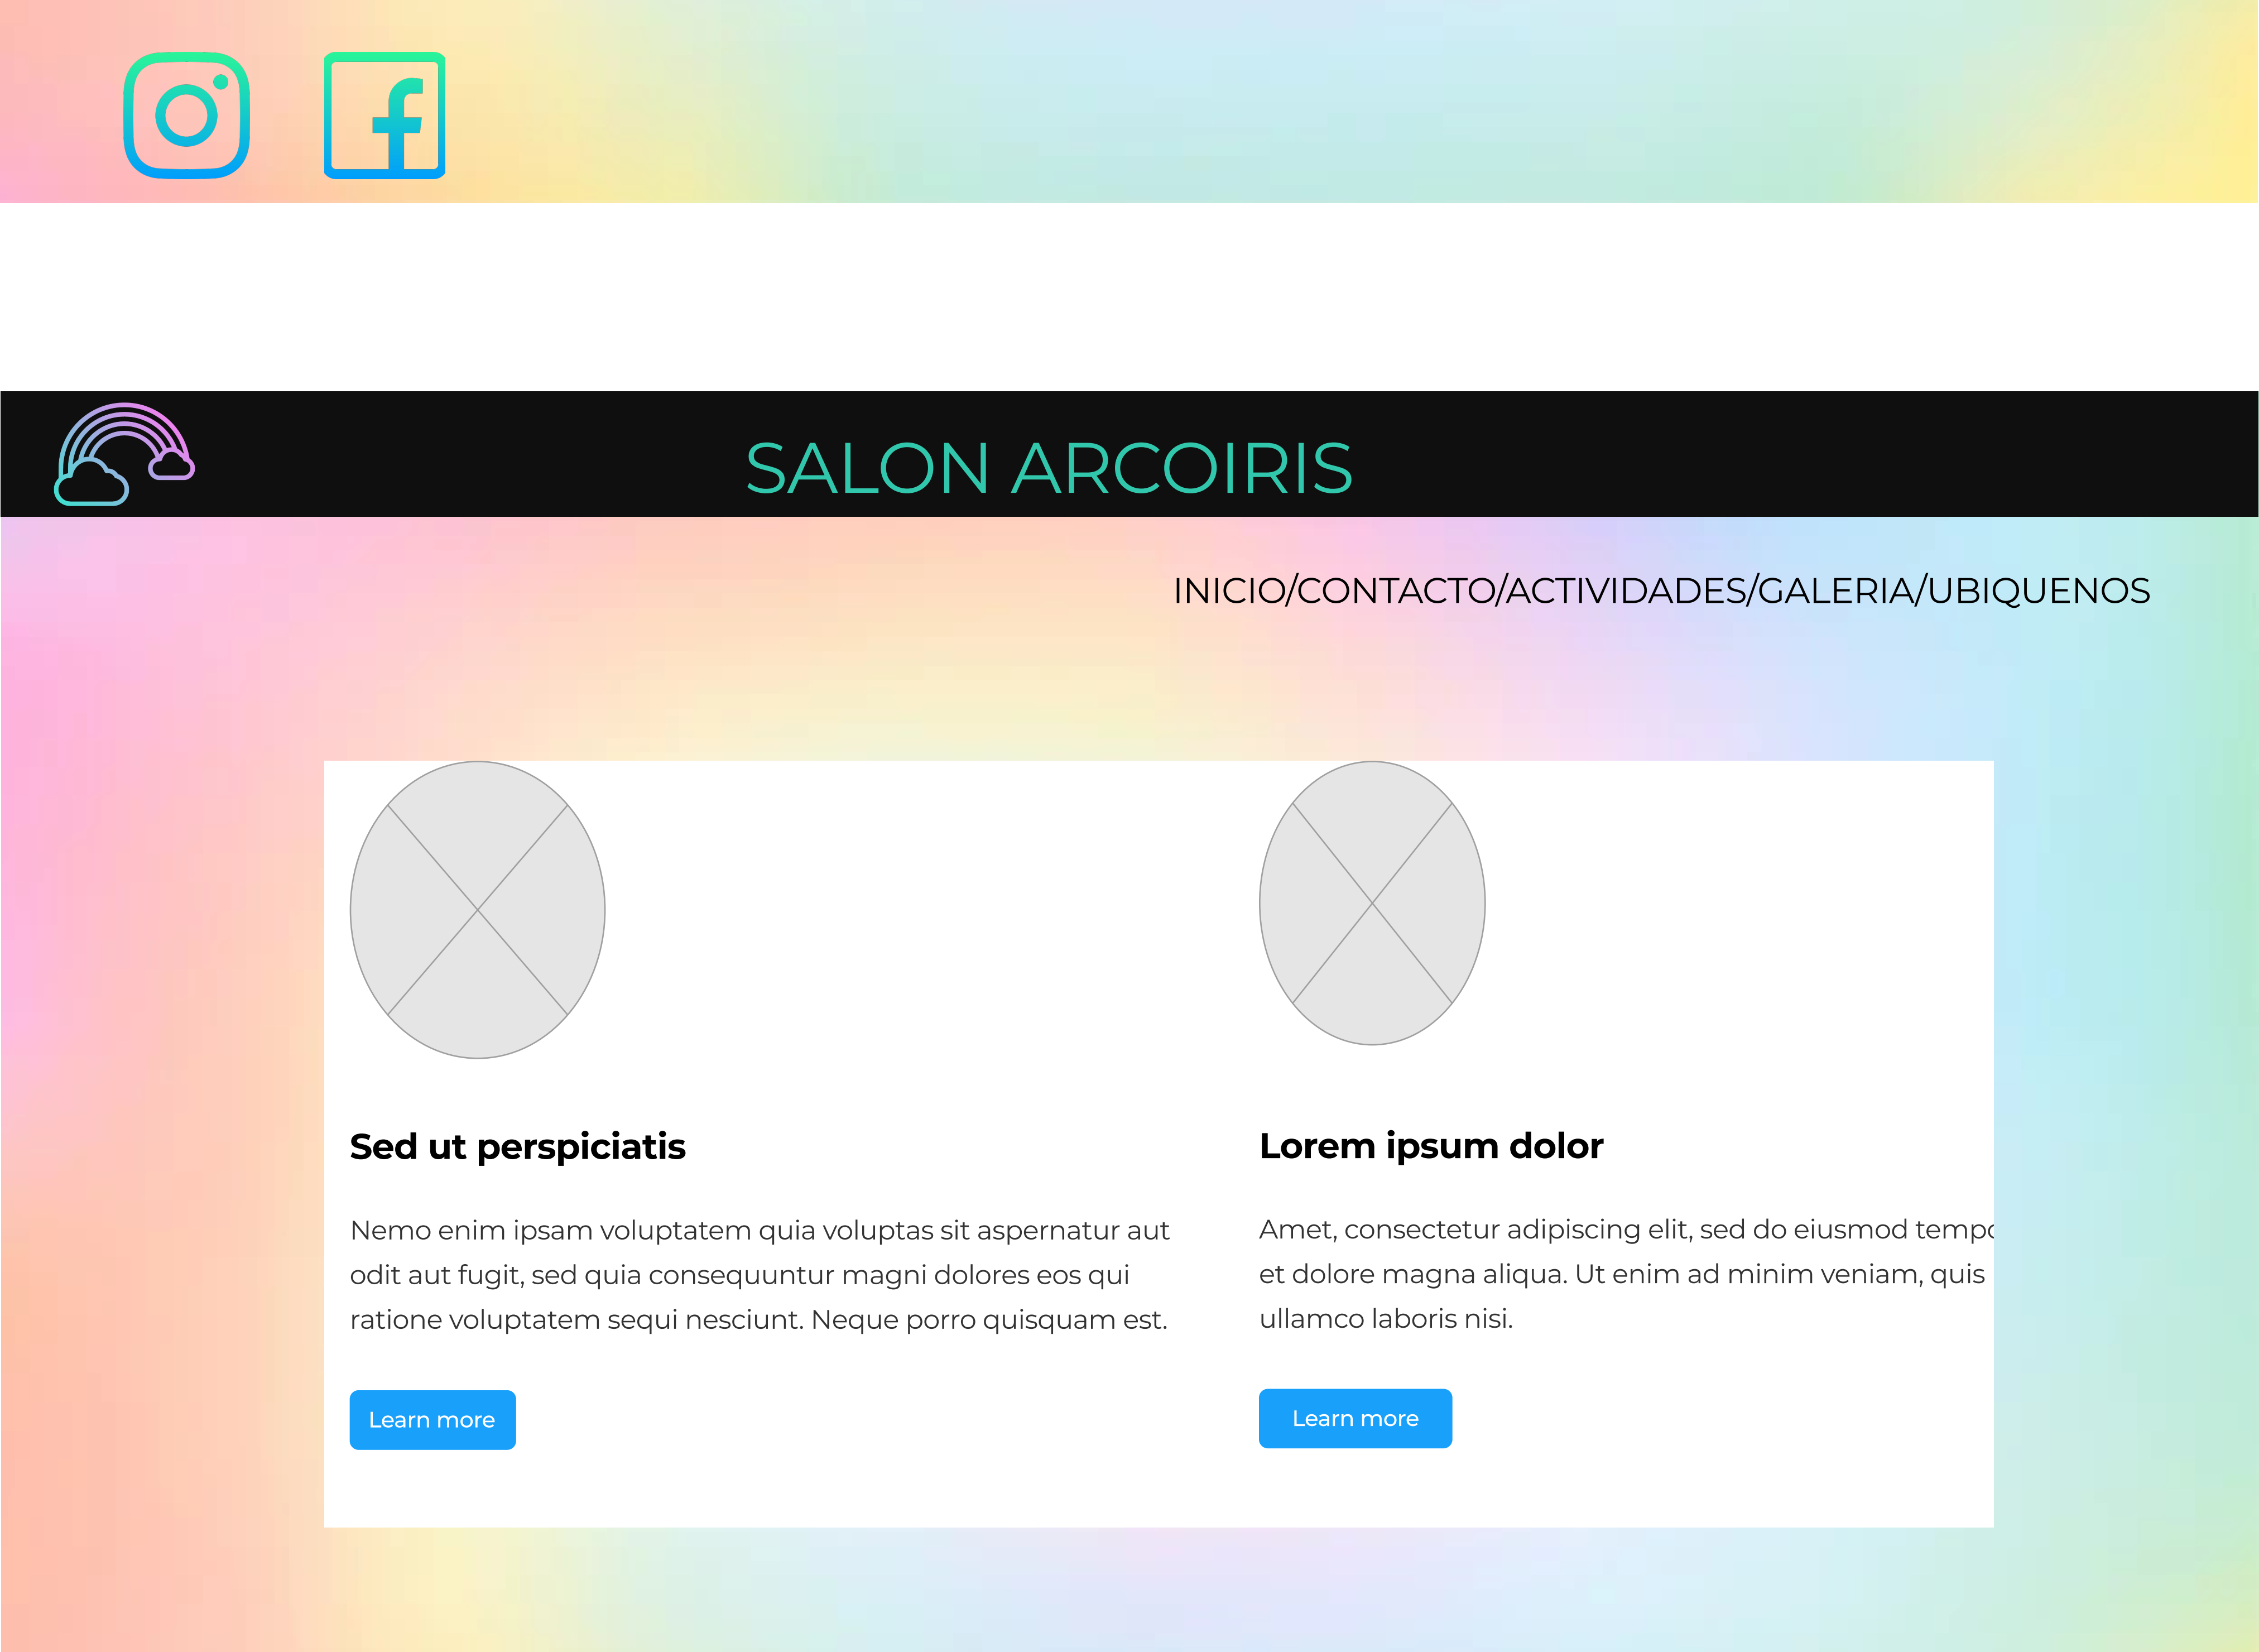 SALON ARCOIRIS
INICIO/CONTACTO/ACTIVIDADES/GALERIA/UBIQUENOS
Sed ut perspiciatis
Nemo enim ipsam voluptatem quia voluptas sit aspernatur aut
odit aut fugit, sed quia consequuntur magni dolores eos qui
ratione voluptatem sequi nesciunt. Neque porro quisquam est.
Learn more
Lorem ipsum dolor
Amet, consectetur adipiscing elit, sed do eiusmod
et dolore magna aliqua. Ut enim ad minim veniam, quis
ullamco laboris nisi.
Learn more